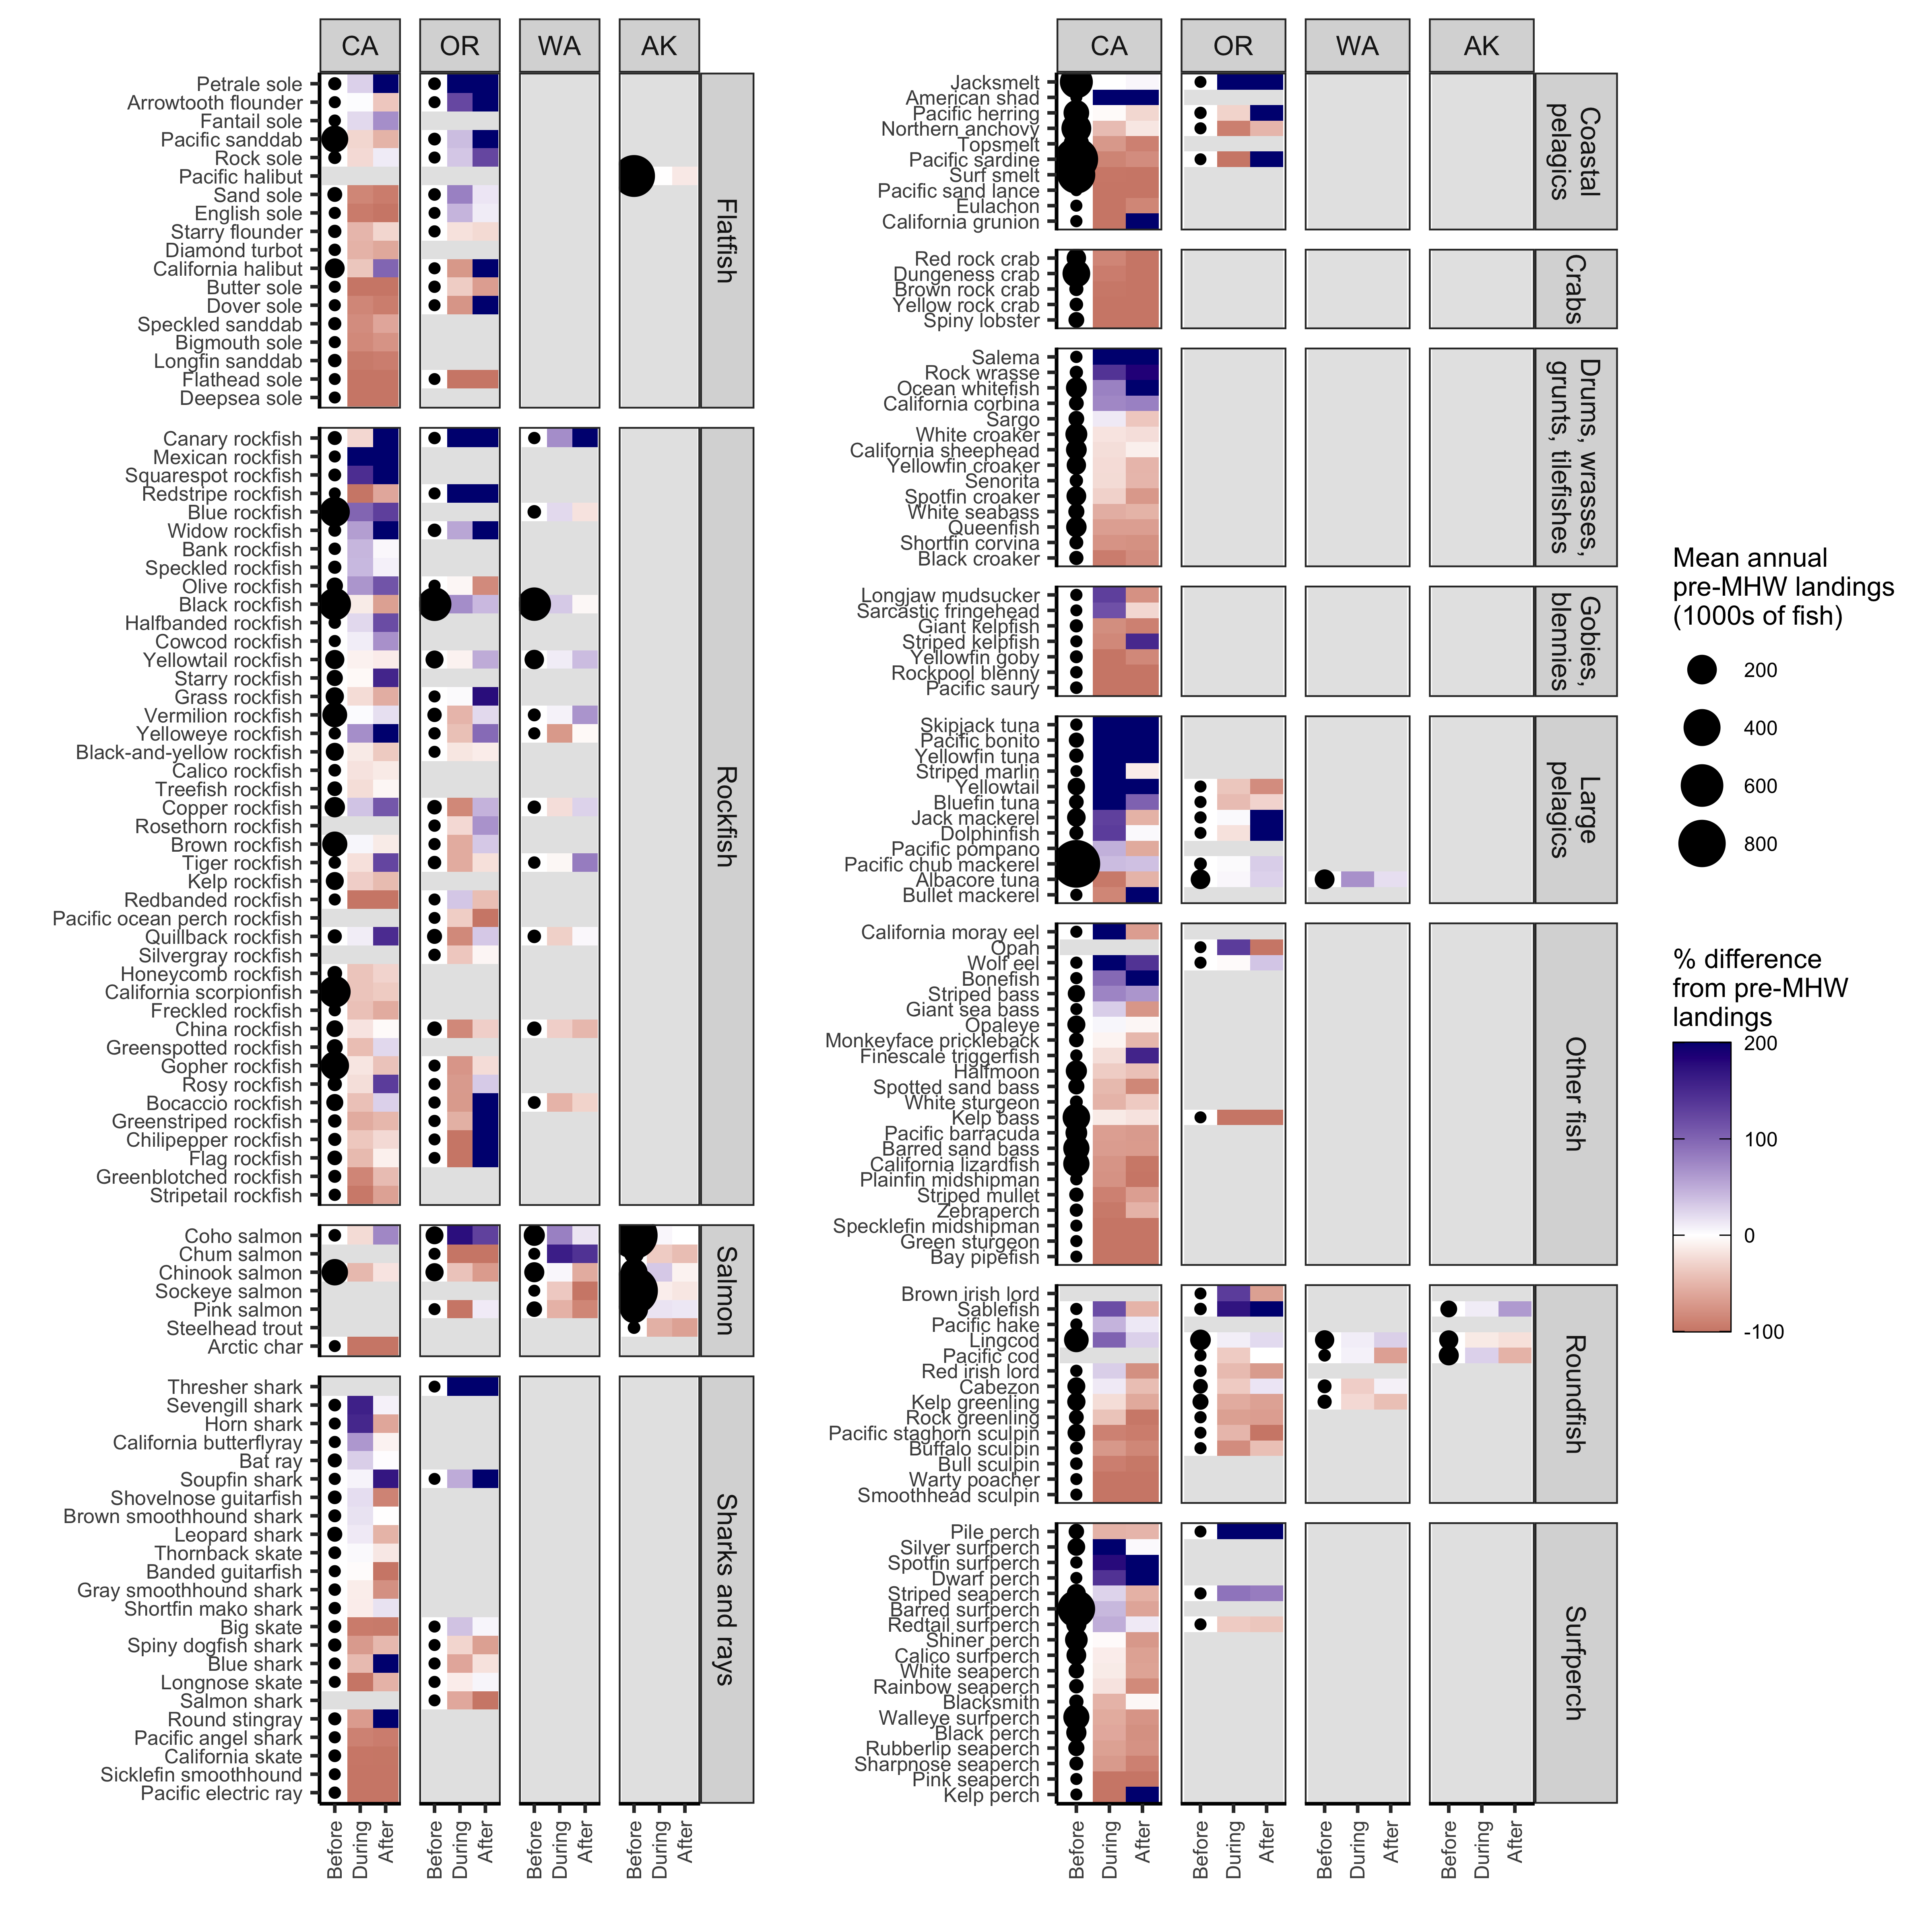 CA OR WA AK
Petrale sole
Arrowtooth flounder
Fantail sole
Pacific sanddab
Rock sole
Pacific halibut
Sand sole
English sole
Starry flounder
Diamond turbot
California halibut
Butter sole
Dover sole
Speckled sanddab
Bigmouth sole
Longfin sanddab
Flathead sole
Deepsea sole
Flatfish
Canary rockfish
Mexican rockfish
Squarespot rockfish
Redstripe rockfish
Blue rockfish
Widow rockfish
Bank rockfish
Speckled rockfish
Olive rockfish
Black rockfish
Halfbanded rockfish
Cowcod rockfish
Yellowtail rockfish
Starry rockfish
Grass rockfish
Vermilion rockfish
Yelloweye rockfish
Black-and-yellow rockfish
Calico rockfish
Treefish rockfish
Copper rockfish
Rosethorn rockfish
Brown rockfish
Tiger rockfish
Kelp rockfish
Redbanded rockfish
Pacific ocean perch rockfish
Quillback rockfish
Silvergray rockfish
Honeycomb rockfish
California scorpionfish
Freckled rockfish
China rockfish
Greenspotted rockfish
Gopher rockfish
Rosy rockfish
Bocaccio rockfish
Greenstriped rockfish
Chilipepper rockfish
Flag rockfish
Greenblotched rockfish
Stripetail rockfish
Rockfish
Coho salmon
Chum salmon
Chinook salmon
Sockeye salmon
Pink salmon
Steelhead trout
Arctic char
Salmon
Thresher shark
Sevengill shark
Horn shark
California butterflyray
Bat ray
Soupfin shark
Shovelnose guitarfish
Brown smoothhound shark
Leopard shark
Thornback skate
Banded guitarfish
Gray smoothhound shark
Shortfin mako shark
Big skate
Spiny dogfish shark
Blue shark
Longnose skate
Salmon shark
Round stingray
Pacific angel shark
California skate
Sicklefin smoothhound
Pacific electric ray
Sharks and rays
Before During After Before During After Before During After Before During After
CA OR WA AK
Jacksmelt
American shad
Pacific herring
Northern anchovy
Topsmelt
Pacific sardine
Surf smelt
Pacific sand lance
Eulachon
California grunion
Coastal
pelagics
Red rock crab
Dungeness crab
Brown rock crab
Yellow rock crab
Spiny lobster
Crabs
Salema
Rock wrasse
Ocean whitefish
California corbina
Sargo
White croaker
California sheephead
Yellowfin croaker
Senorita
Spotfin croaker
White seabass
Queenfish
Shortfin corvina
Black croaker
Drums, wrasses,
grunts, tilefishes
Longjaw mudsucker
Sarcastic fringehead
Giant kelpfish
Striped kelpfish
Yellowfin goby
Rockpool blenny
Pacific saury
Gobies,
blennies
Skipjack tuna
Pacific bonito
Yellowfin tuna
Striped marlin
Yellowtail
Bluefin tuna
Jack mackerel
Dolphinfish
Pacific pompano
Pacific chub mackerel
Albacore tuna
Bullet mackerel
Large
pelagics
California moray eel
Opah
Wolf eel
Bonefish
Striped bass
Giant sea bass
Opaleye
Monkeyface prickleback
Finescale triggerfish
Halfmoon
Spotted sand bass
White sturgeon
Kelp bass
Pacific barracuda
Barred sand bass
California lizardfish
Plainfin midshipman
Striped mullet
Zebraperch
Specklefin midshipman
Green sturgeon
Bay pipefish
Other fish
Brown irish lord
Sablefish
Pacific hake
Lingcod
Pacific cod
Red irish lord
Cabezon
Kelp greenling
Rock greenling
Pacific staghorn sculpin
Buffalo sculpin
Bull sculpin
Warty poacher
Smoothhead sculpin
Roundfish
Pile perch
Silver surfperch
Spotfin surfperch
Dwarf perch
Striped seaperch
Barred surfperch
Redtail surfperch
Shiner perch
Calico surfperch
White seaperch
Rainbow seaperch
Blacksmith
Walleye surfperch
Black perch
Rubberlip seaperch
Sharpnose seaperch
Pink seaperch
Kelp perch
Surfperch
Before During After Before During After Before During After Before During After
Mean annual
pre-MHW landings
(1000s of fish)
200
400
600
800
% difference
from pre-MHW
landings
200
100
0
-100